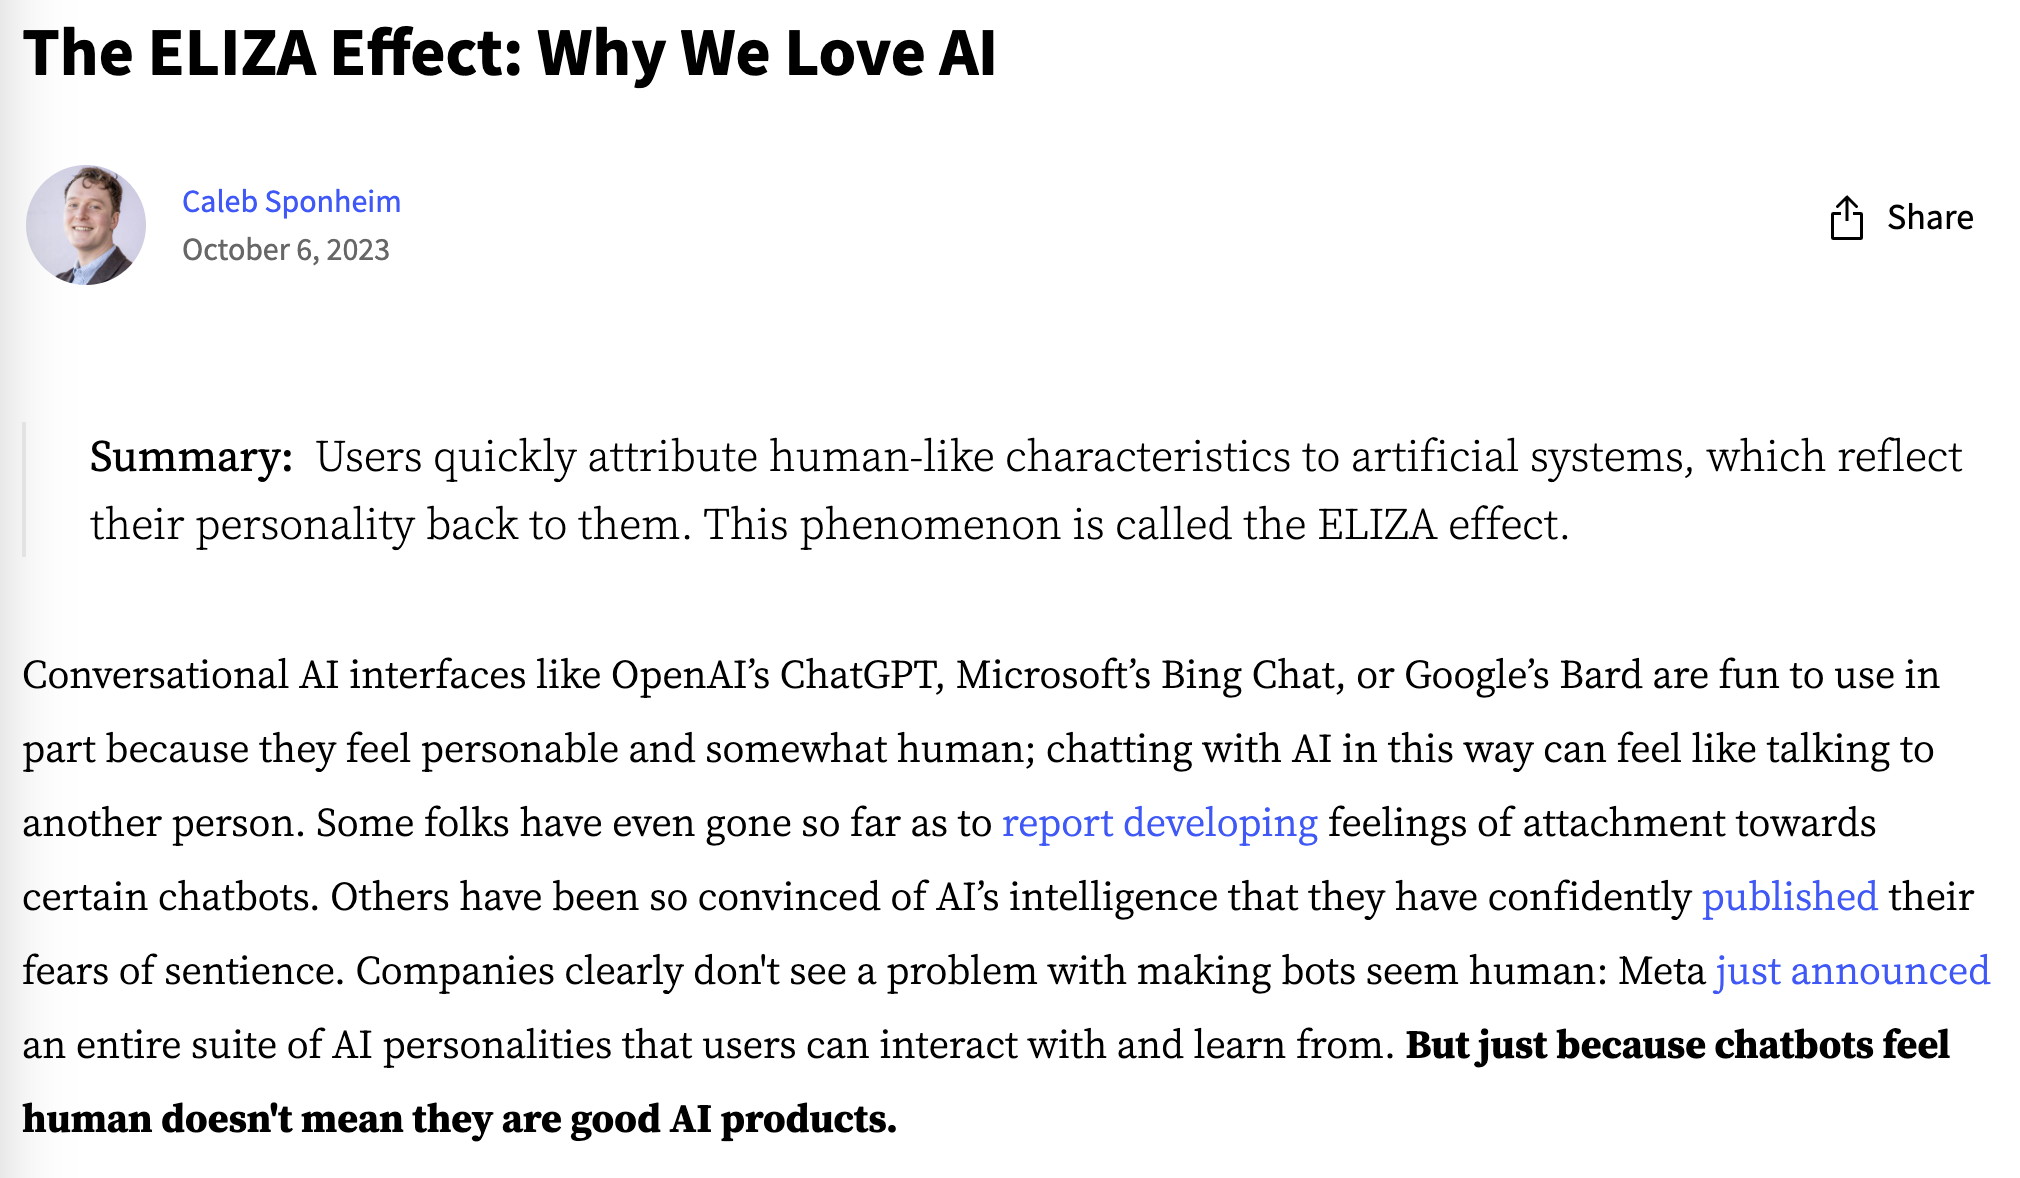 The ELIZA Effect: Why We Love AI
Caleb Sponheim
October 6, 2023
Share
Summary: Users quickly attribute human-like characteristics to artificial systems, which reflect
their personality back to them. This phenomenon is called the ELIZA effect.
Conversational AI interfaces like OpenAI’s ChatGPT, Microsoft’s Bing Chat, or Google’s Bard are fun to use in
part because they feel personable and somewhat human; chatting with AI in this way can feel like talking to
another person. Some folks have even gone so far as to report developing feelings of attachment towards
certain chatbots. Others have been so convinced of AI’s intelligence that they have confidently published their
fears of sentience. Companies clearly don't see a problem with making bots seem human: Meta just announced
an entire suite of AI personalities that users can interact with and learn from. But just because chatbots feel
human doesn't mean they are good AI products.